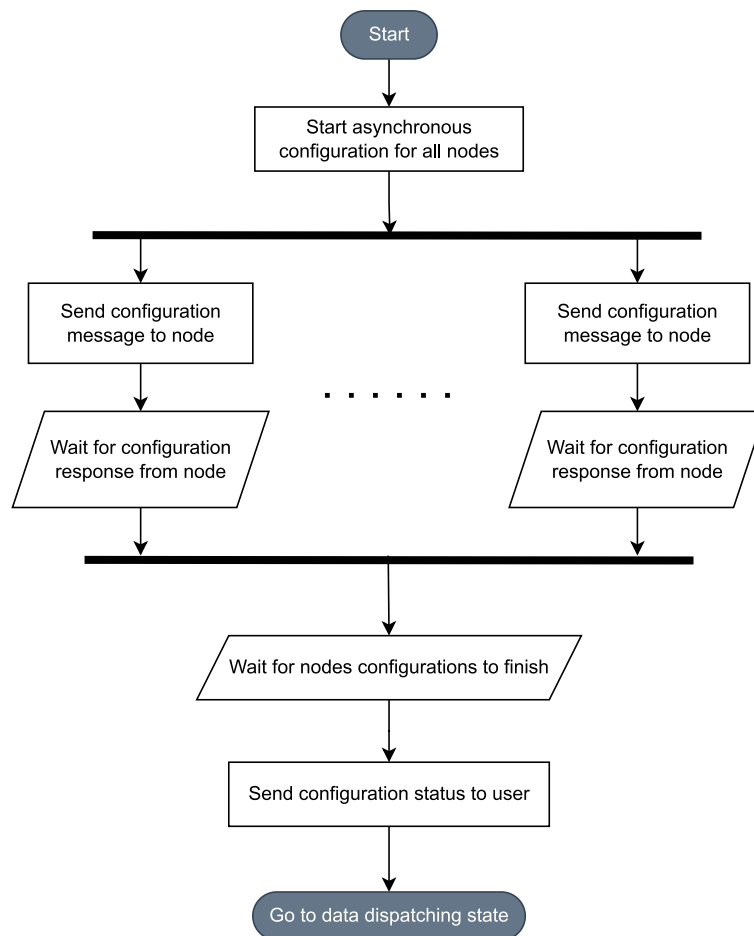 Start
Start asynchronous
configuration for all nodes
Send configuration
message to node
Send configuration
message to node
Wait for configuration
response from node
Wait for configuration
response from node
Wait for nodes configurations to finish
Send configuration status to user
Go to data dispatching state